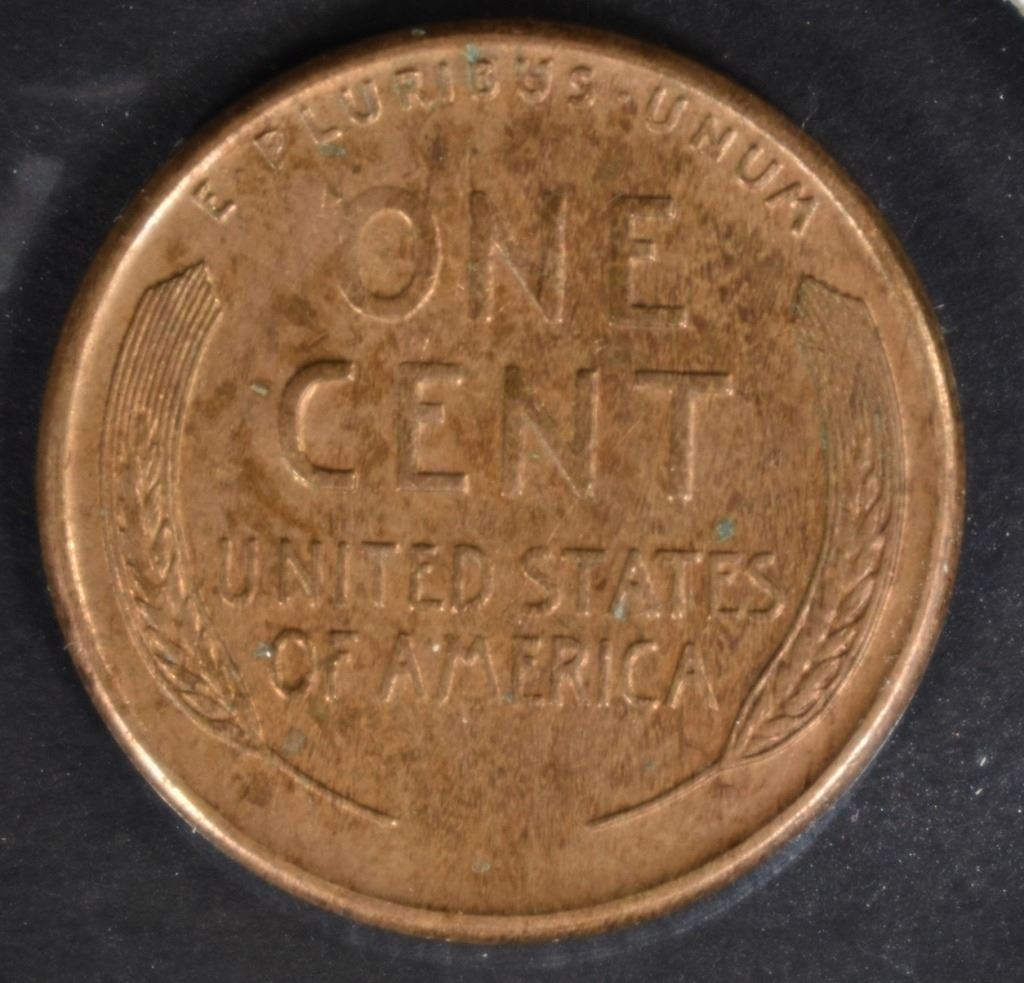 E·PLURIBUS·UNUM
ONE
CENT
UNITED STATES
OF AMERICA